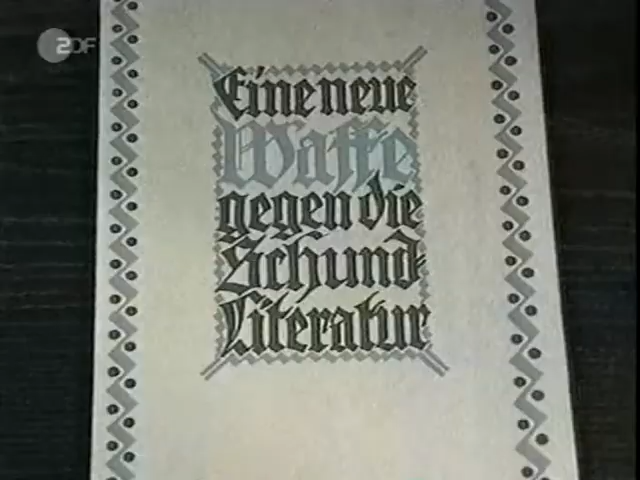 ZDF
Eine neue
Waffe
gegen die
Schund-
Literatur